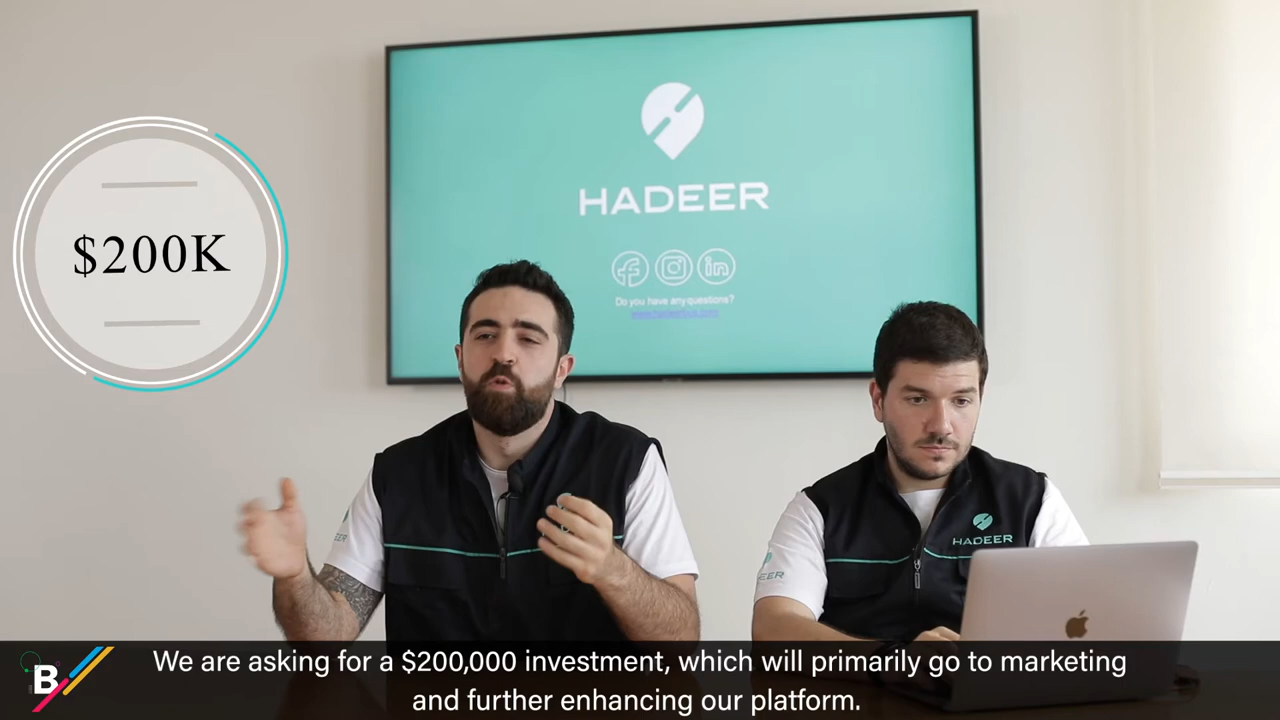 HADEER
$200K
Do you have any questions?
HADEER
EER
B
We are asking for a $200,000 investment, which will primarily go to marketing
and further enhancing our platform.